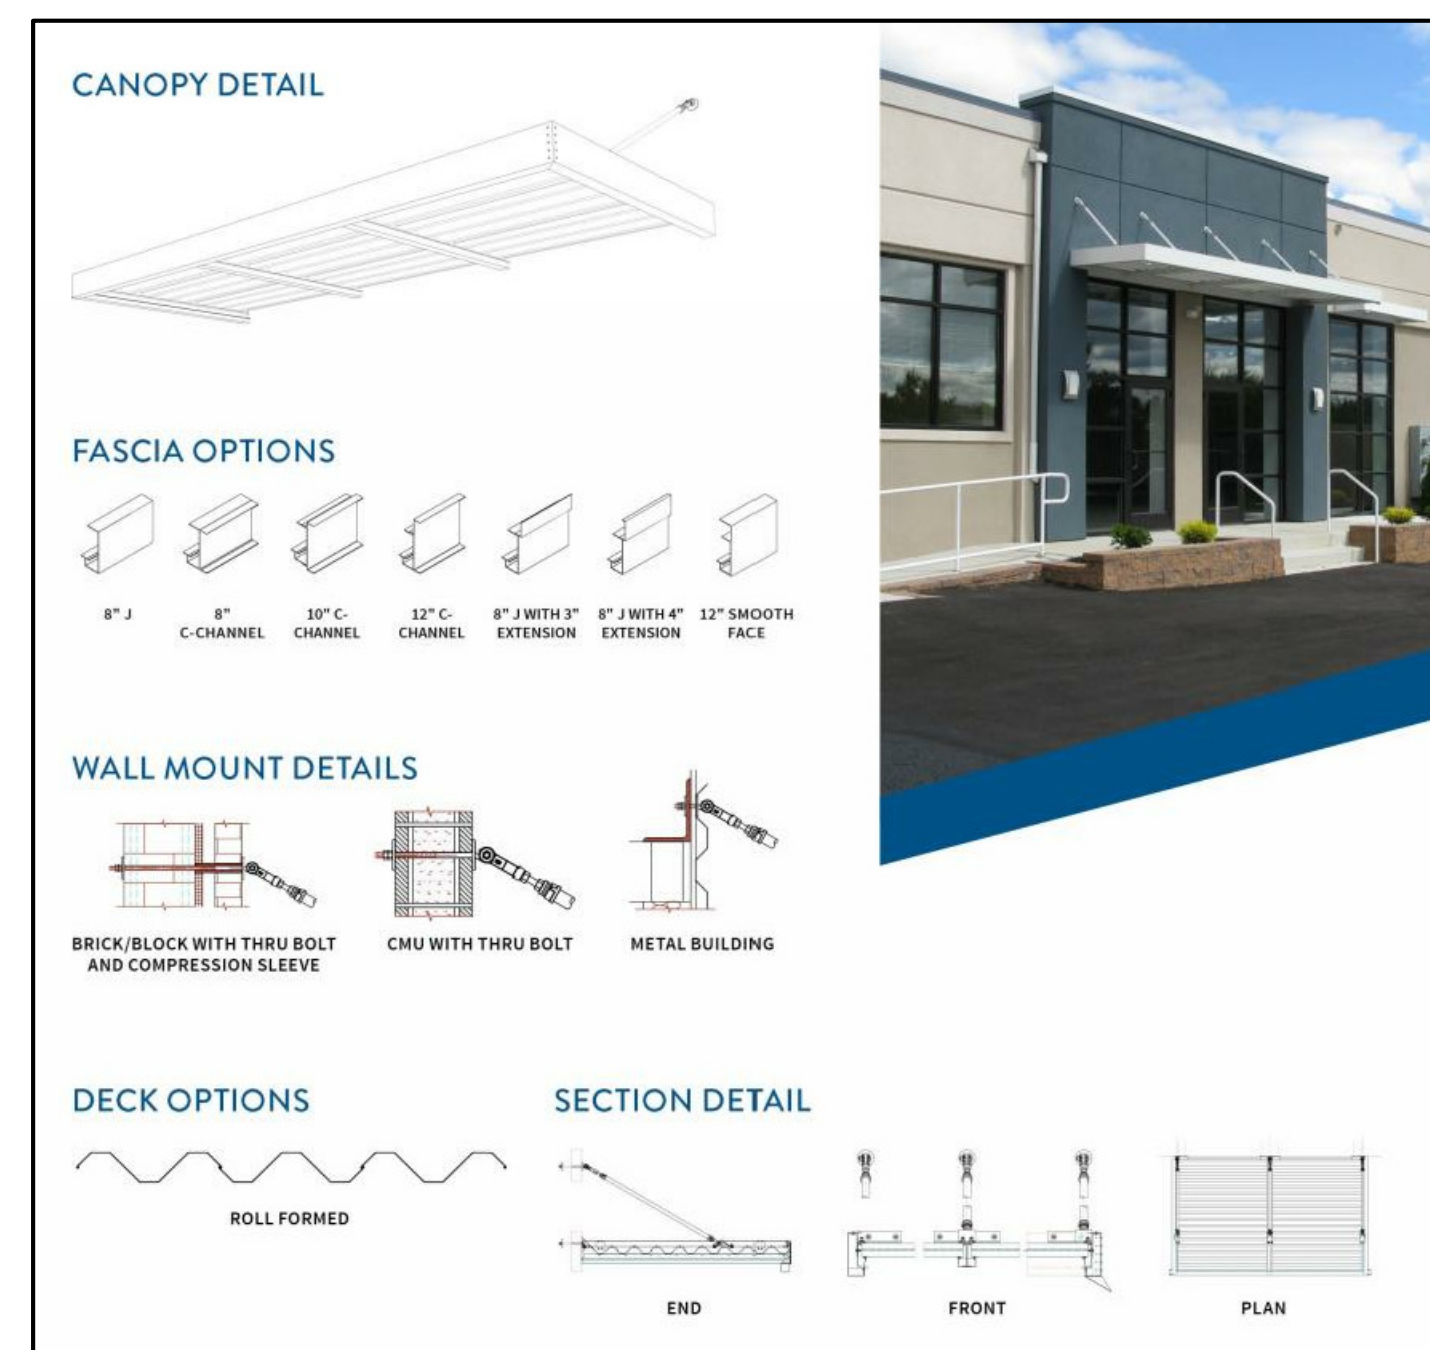 CANOPY DETAIL
FASCIA OPTIONS
8" J
8"
C-CHANNEL
10" C-
CHANNEL
12" C-
CHANNEL
8" J WITH 3"
EXTENSION
8" J WITH 4"
EXTENSION
12" SMOOTH
FACE
WALL MOUNT DETAILS
BRICK/BLOCK WITH THRU BOLT
AND COMPRESSION SLEEVE
CMU WITH THRU BOLT
METAL BUILDING
DECK OPTIONS
ROLL FORMED
SECTION DETAIL
END
FRONT
PLAN